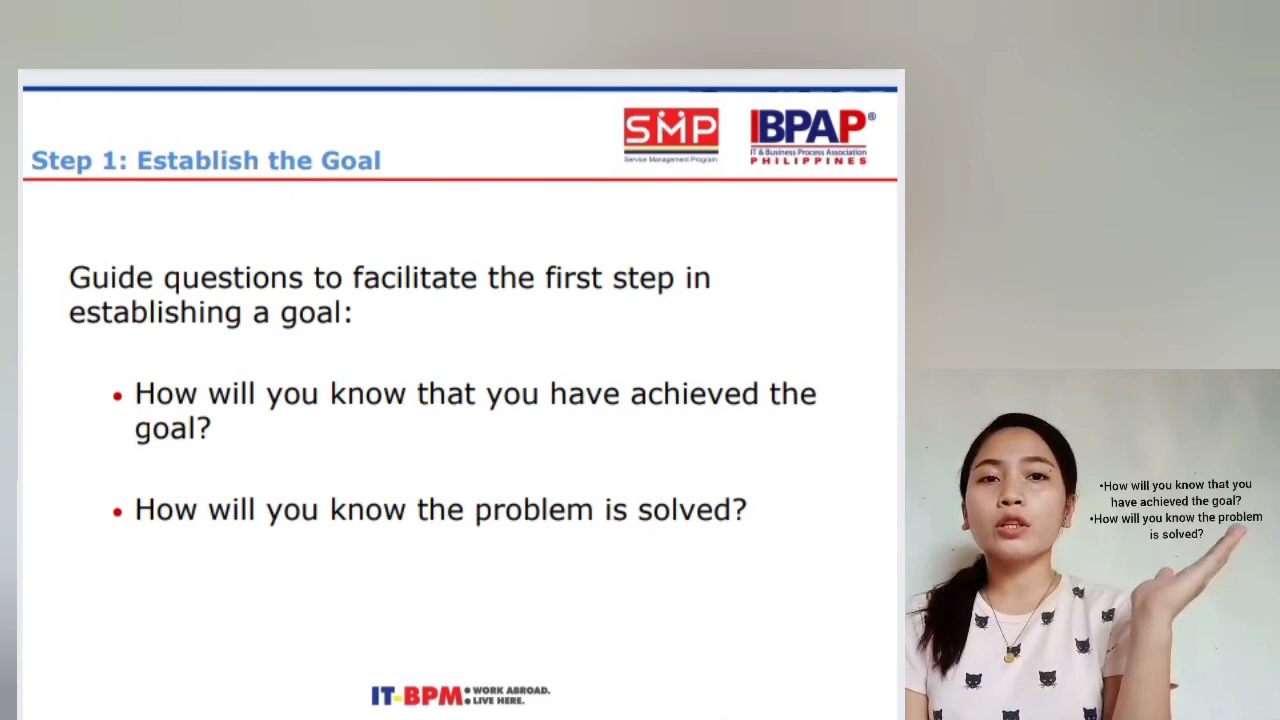 SMP
Service Management Program
IBPAP®
IT & Business Process Association
PHILIPPINES
Step 1: Establish the Goal
Guide questions to facilitate the first step in
establishing a goal:
• How will you know that you have achieved the
goal?
• How will you know the problem is solved?
•How will you know that you
have achieved the goal?
•How will you know the problem
is solved?
IT-BPM: WORK ABROAD.
LIVE HERE.